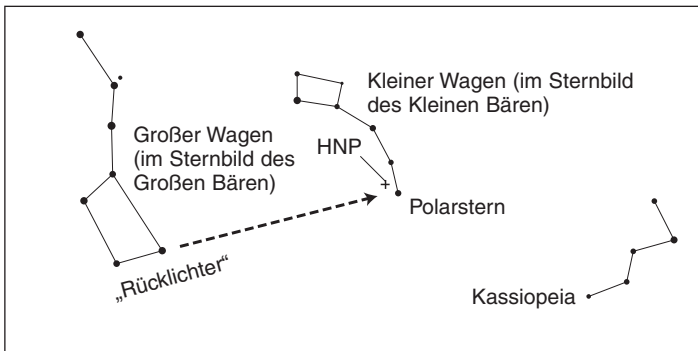 Großer Wagen
(im Sternbild des
Großen Bären)
„Rücklichter“
Kleiner Wagen (im Sternbild
des Kleinen Bären)
HNP
Polarstern
Kassiopeia